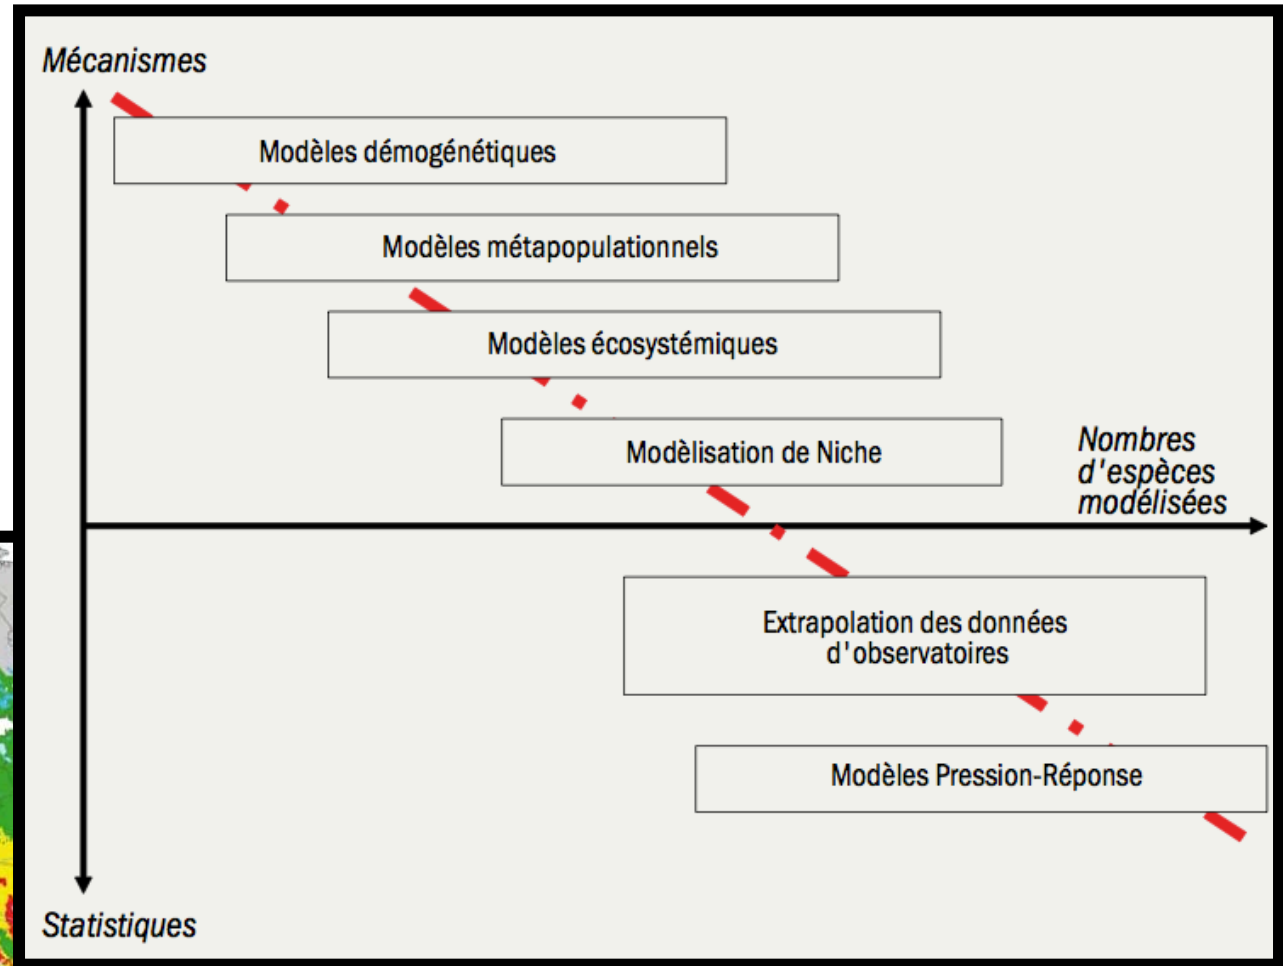 Mécanismes
Modèles démogénétiques
Modèles métapopulationnels
Modèles écosystémiques
Modèlisation de Niche
Nombres
d'espèces
modélisées
Extrapolation des données
d'observatoires
Modèles Pression-Réponse
Statistiques